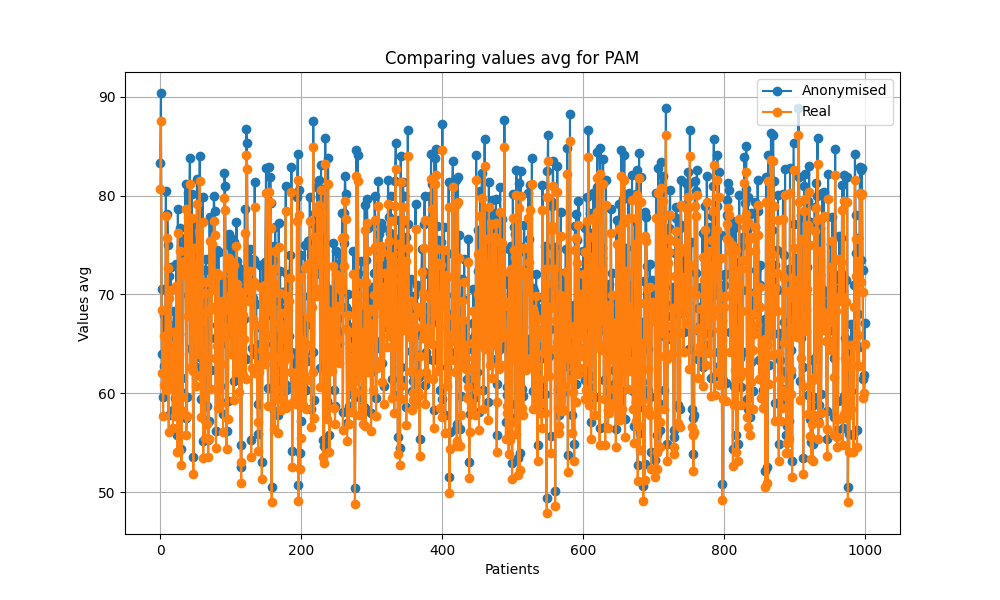 Comparing values avg for PAM
Anonymised
Real
Values avg
90
80
70
60
50
0 200 400 600 800 1000
Patients